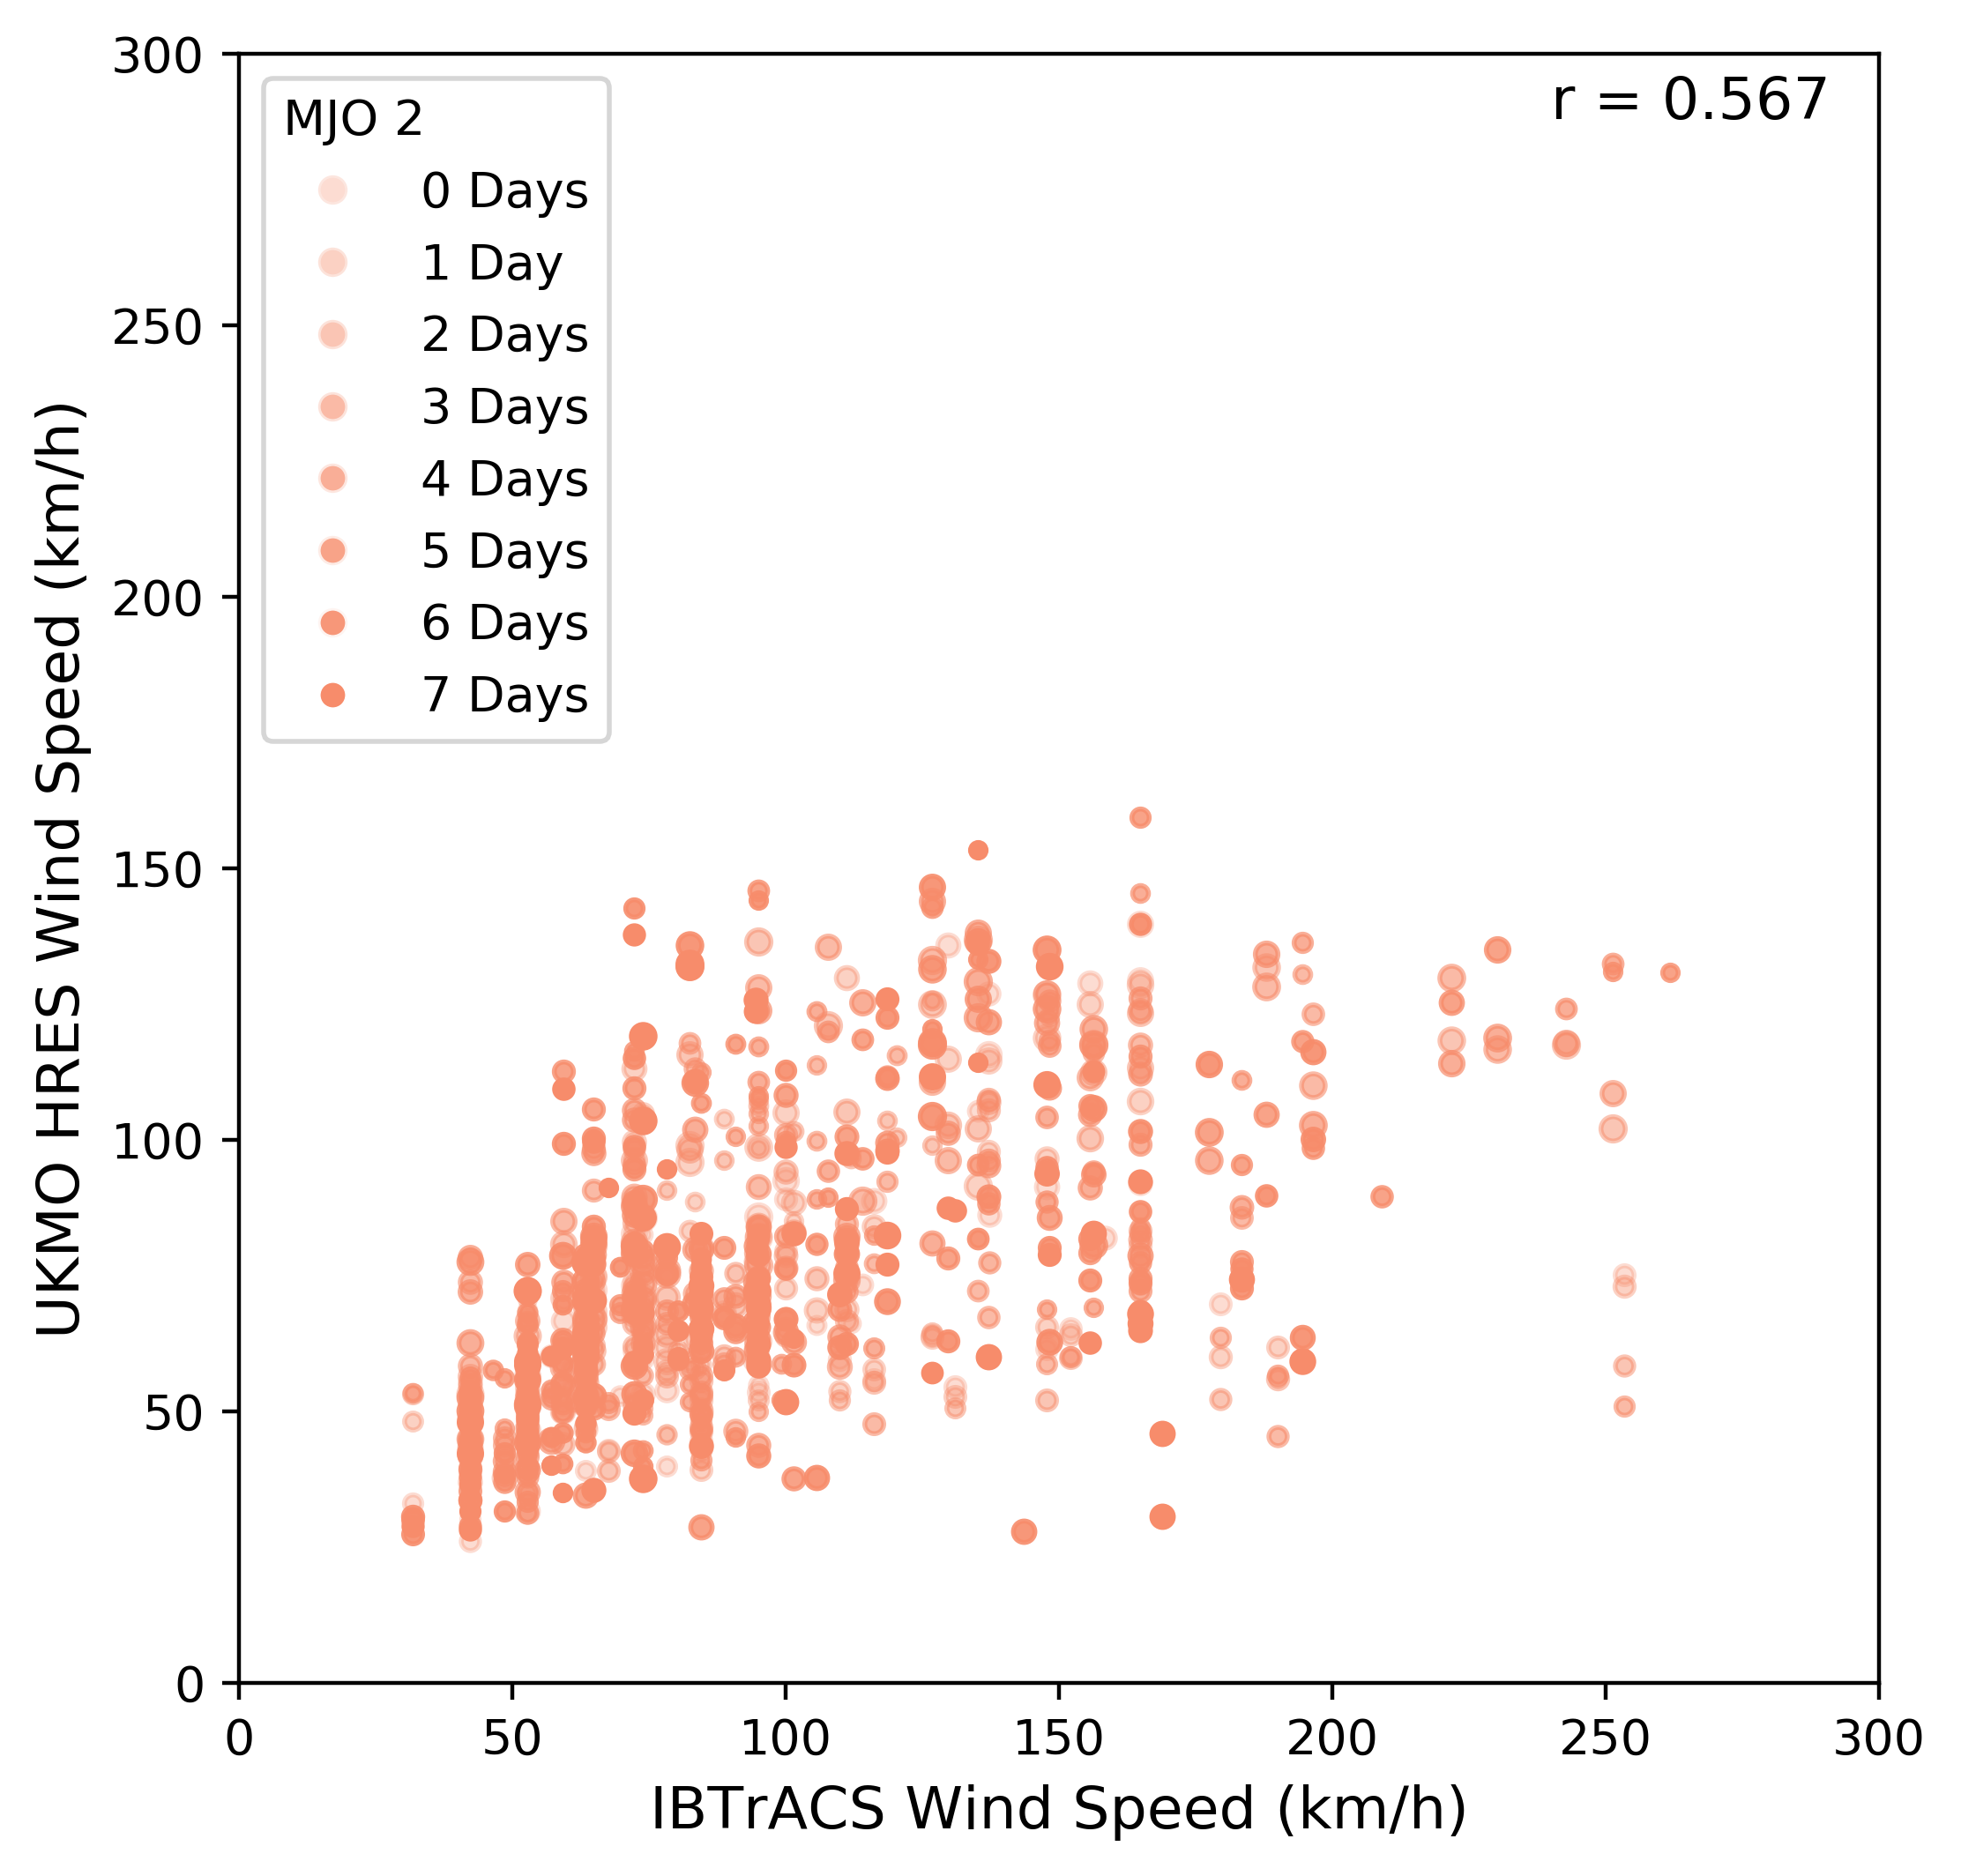 300
r = 0.567
MJO 2
0 Days
1 Day
2 Days
3 Days
4 Days
5 Days
6 Days
7 Days
250
200
150
100
50
0
UKMO HRES Wind Speed (km/h)
0 50 100 150 200 250 300
IBTrACS Wind Speed (km/h)